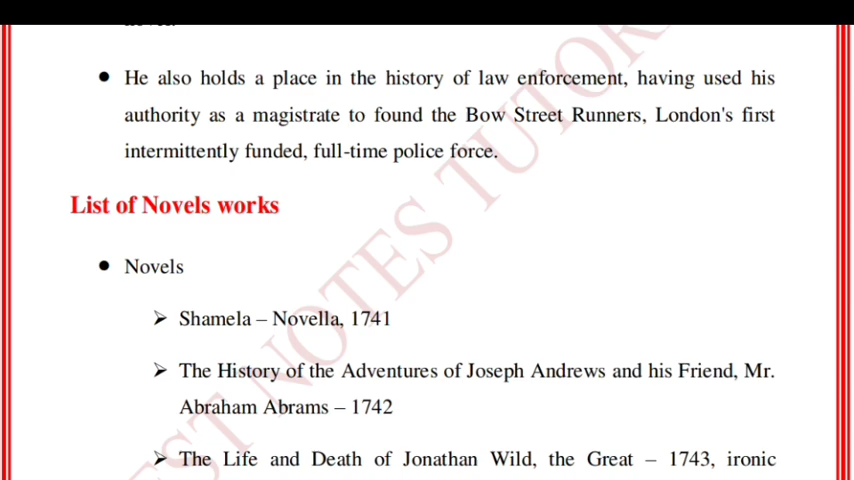 He also holds a place in the history of law enforcement, having used his
authority as a magistrate to found the Bow Street Runners, London's first
intermittently funded, full-time police force.
List of Novels works
Novels
Shamela – Novella, 1741
The History of the Adventures of Joseph Andrews and his Friend, Mr.
Abraham Abrams – 1742
The Life and Death of Jonathan Wild, the Great – 1743, ironic
NOTES TUTOR